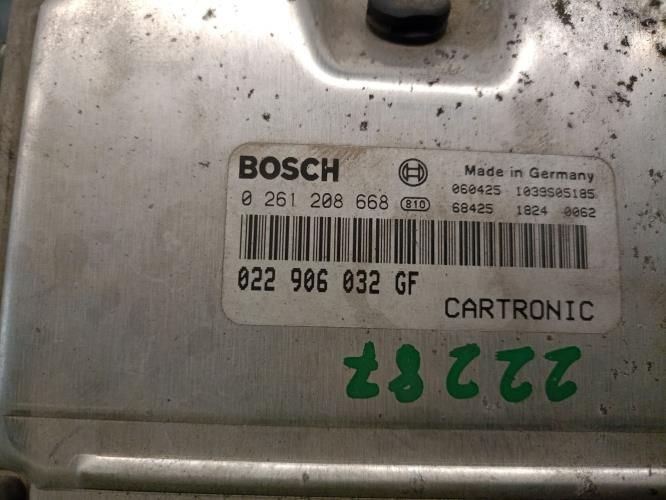 BOSCH Made in Germany
060425 1039S05185
0 261 208 668 810 68425 1824 0062
022 906 032 GF
CARTRONIC
22287